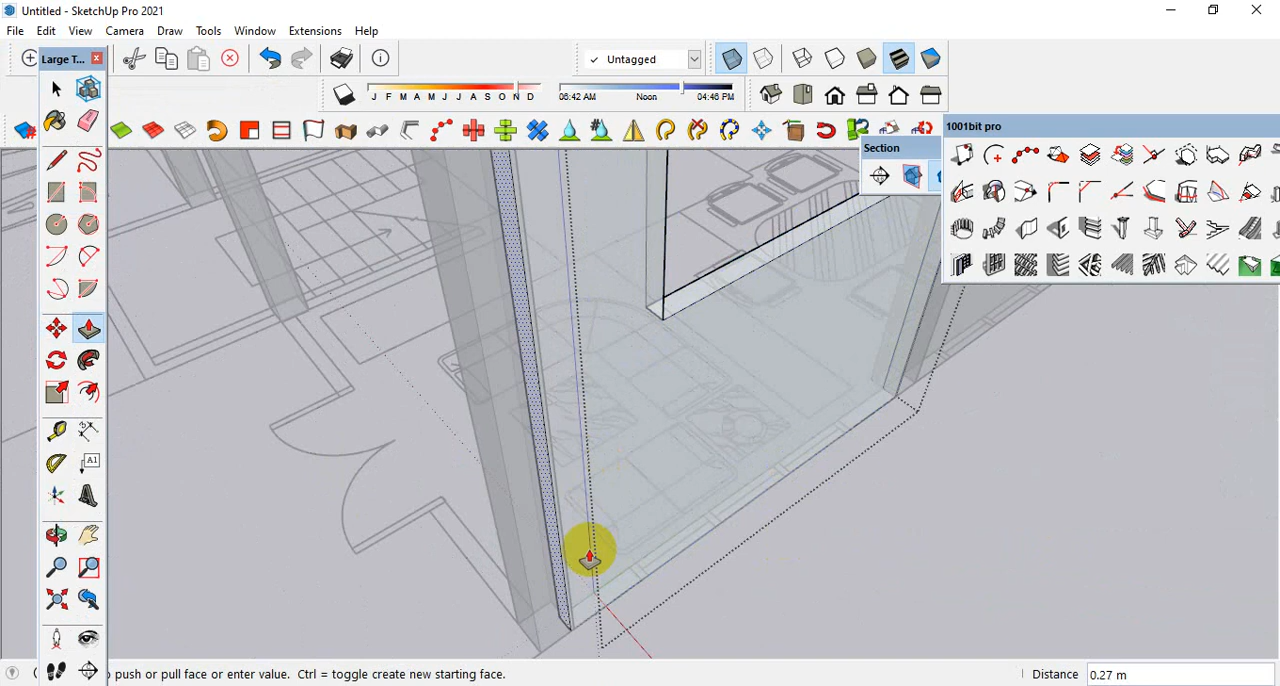 Untitled - SketchUp Pro 2021
File Edit View Camera Draw Tools Window Extensions Help
Large T...
✓ Untagged
J F M A M J J A S O N D
06:42 AM Noon 04:46 PM
1001bit pro
Section
A1
push or pull face or enter value. Ctrl = toggle create new starting face.
Distance 0.27 m